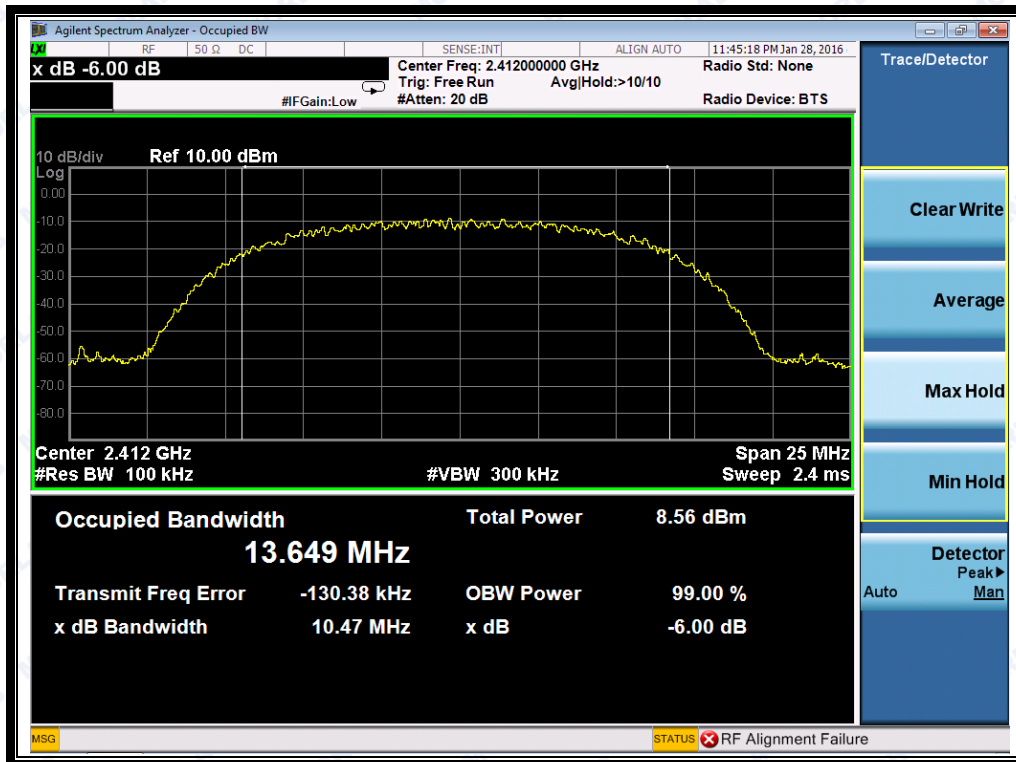 Agilent Spectrum Analyzer - Occupied BW
LXI RF 50 Ω DC SENSE:INT ALIGN AUTO 11:45:18 PM Jan 28, 2016
x dB -6.00 dB
Center Freq: 2.412000000 GHz
Radio Std: None
Trig: Free Run Avg|Hold:>10/10
#IFGain:Low #Atten: 20 dB
Radio Device: BTS
10 dB/div Ref 10.00 dBm
Log
0.00
-10.0
-20.0
-30.0
-40.0
-50.0
-60.0
-70.0
-80.0
Center 2.412 GHz Span 25 MHz
#Res BW 100 kHz #VBW 300 kHz Sweep 2.4 ms
Occupied Bandwidth Total Power 8.56 dBm
13.649 MHz
Transmit Freq Error -130.38 kHz OBW Power 99.00 %
x dB Bandwidth 10.47 MHz x dB -6.00 dB
Trace/Detector
Clear Write
Average
Max Hold
Min Hold
Detector
Peak▶
Auto Man
MSG STATUS RF Alignment Failure